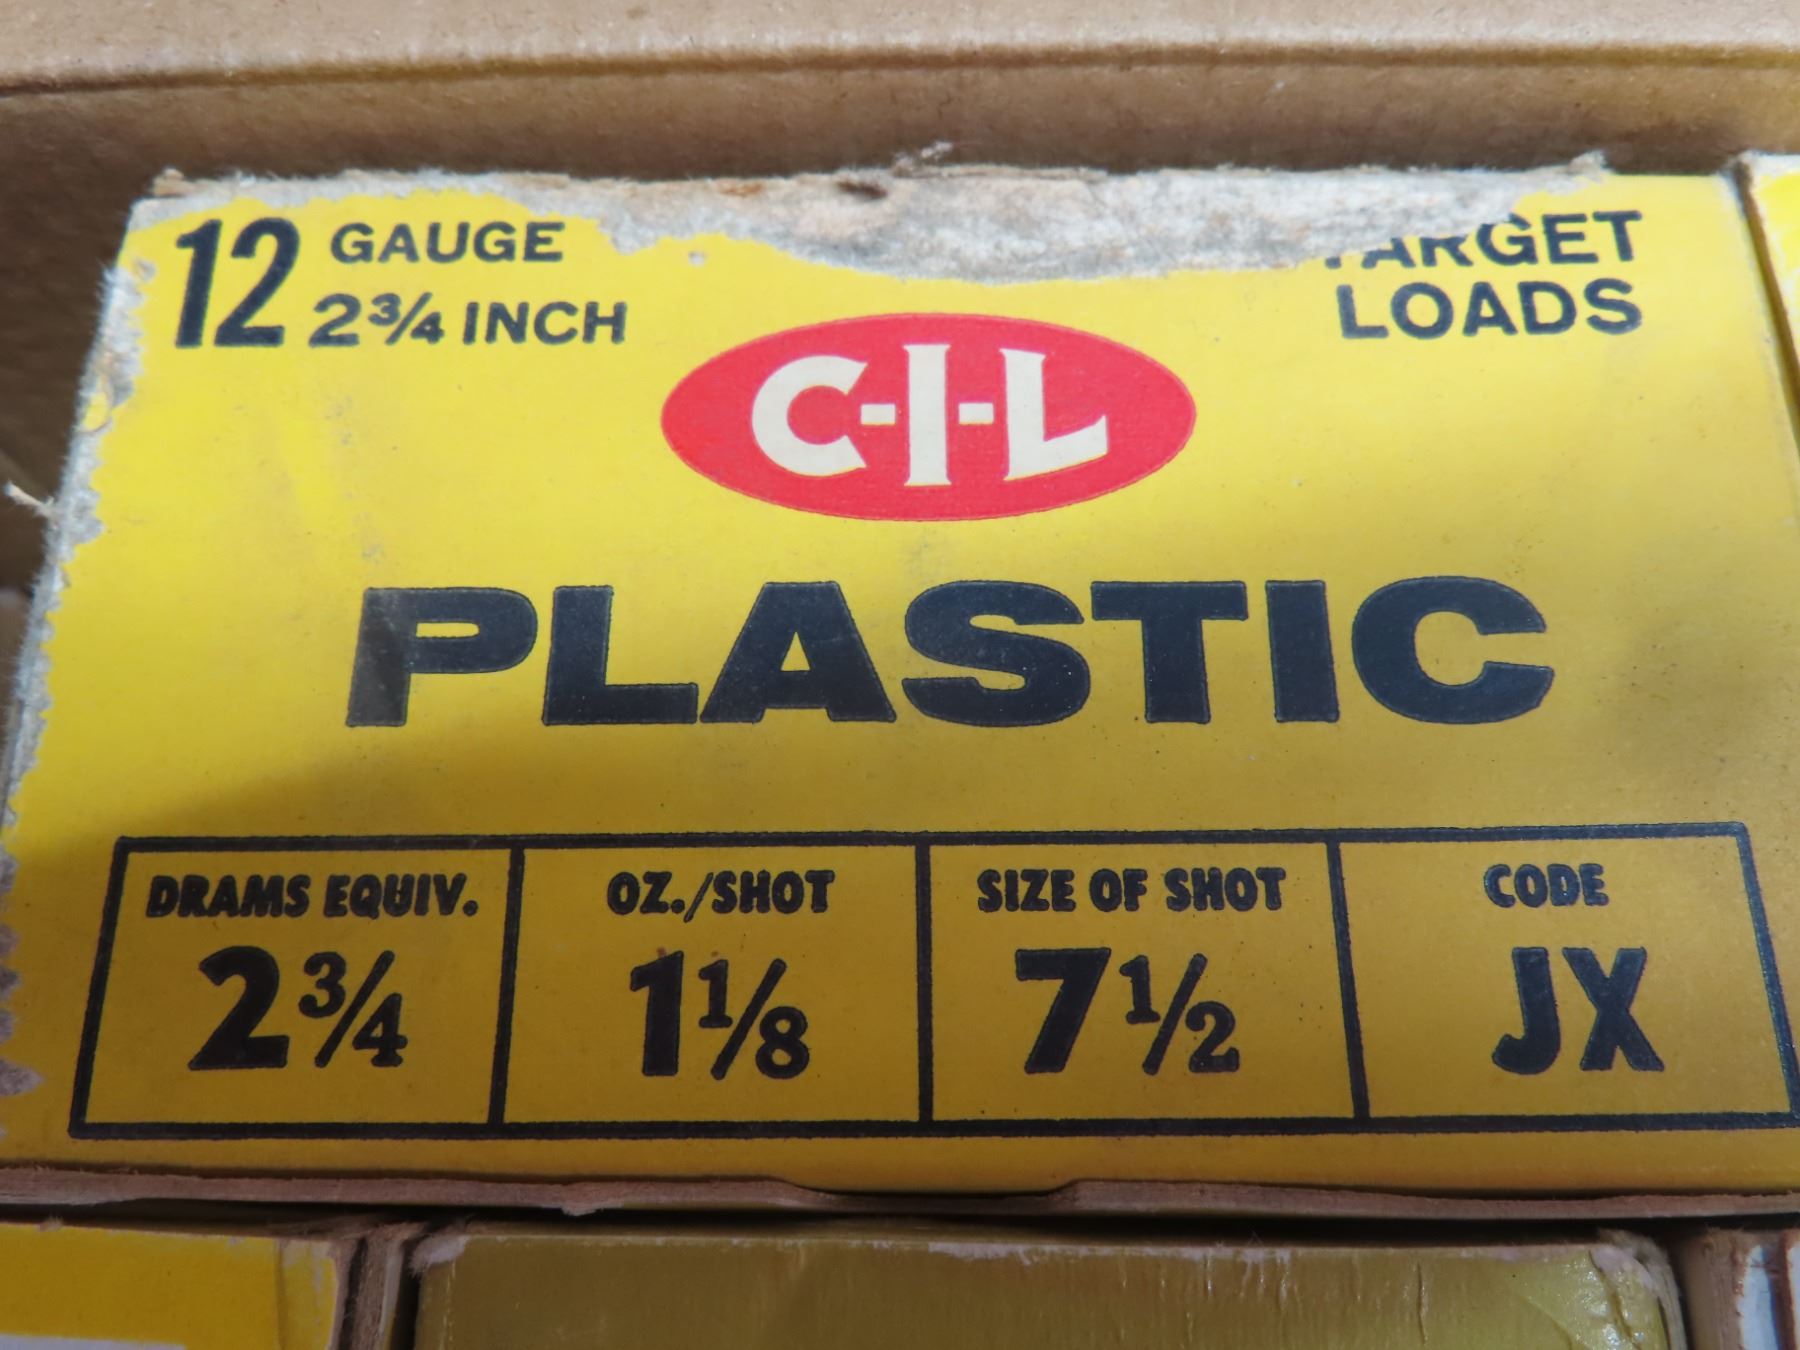 12 GAUGE
2¾ INCH
TARGET
LOADS
C-I-L
PLASTIC
DRAMS EQUIV. OZ./SHOT SIZE OF SHOT CODE
2¾ 1⅛ 7½ JX